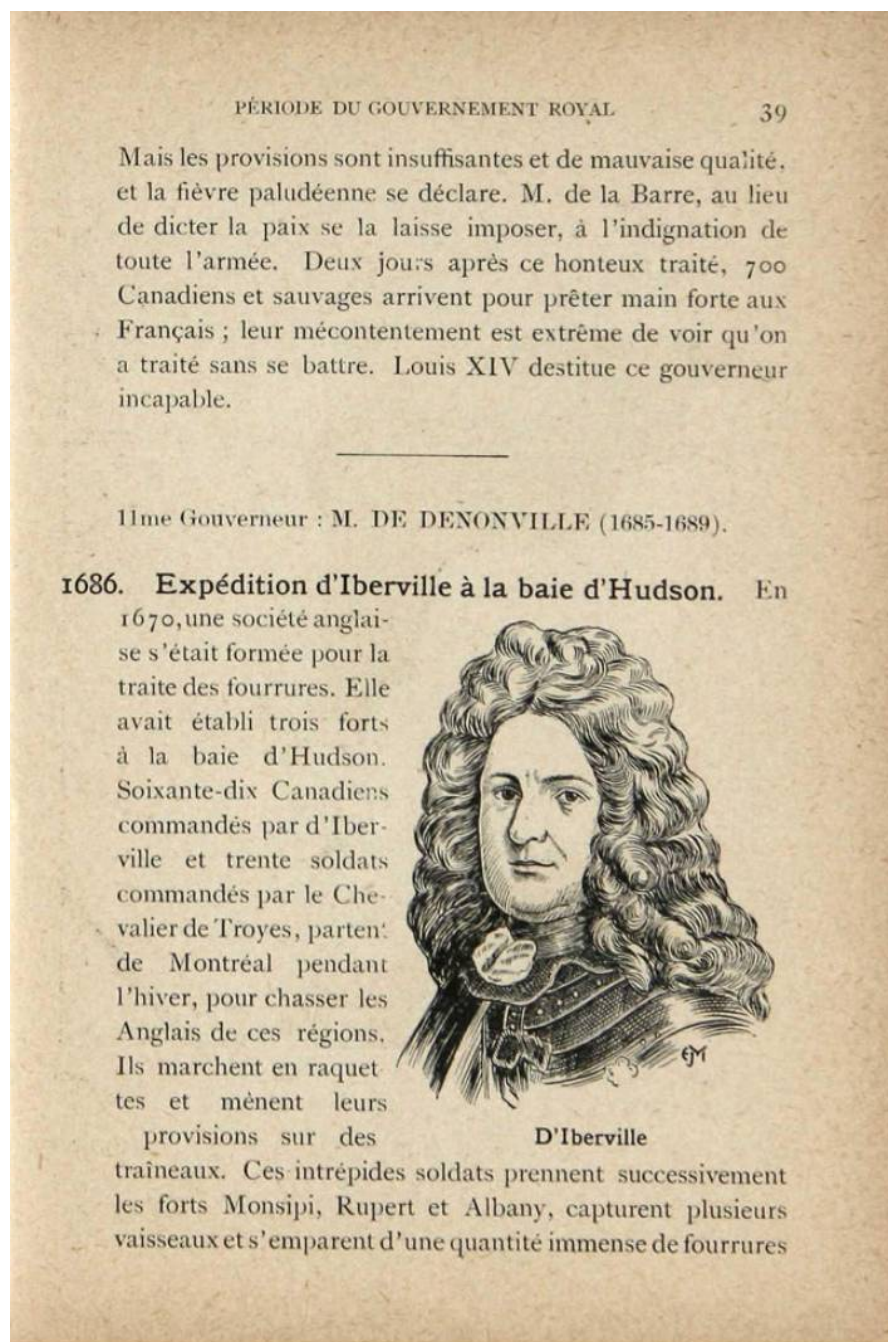 PÉRIODE DU GOUVERNEMENT ROYAL 39
Mais les provisions sont insuffisantes et de mauvaise qualité.
et la fièvre paludéenne se déclare. M. de la Barre, au lieu
de dicter la paix se la laisse imposer, à l'indignation de
toute l'armée. Deux jours après ce honteux traité, 700
Canadiens et sauvages arrivent pour prêter main forte aux
Français ; leur mécontentement est extrême de voir qu'on
a traité sans se battre. Louis XIV destitue ce gouverneur
incapable.
11me Gouverneur : M. DE DENONVILLE (1685-1689).
1686. Expédition d'Iberville à la baie d'Hudson. En
1670, une société anglai-
se s'était formée pour la
traite des fourrures. Elle
avait établi trois forts
à la baie d'Hudson.
Soixante-dix Canadiens
commandés par d'Iber-
ville et trente soldats
commandés par le Che-
valier de Troyes, partent
de Montréal pendant
l'hiver, pour chasser les
Anglais de ces régions.
Ils marchent en raquet
tes et mènent leurs
provisions sur des
EJM
D'Iberville
traîneaux. Ces intrépides soldats prennent successivement
les forts Monsipi, Rupert et Albany, capturent plusieurs
vaisseaux et s'emparent d'une quantité immense de fourrures